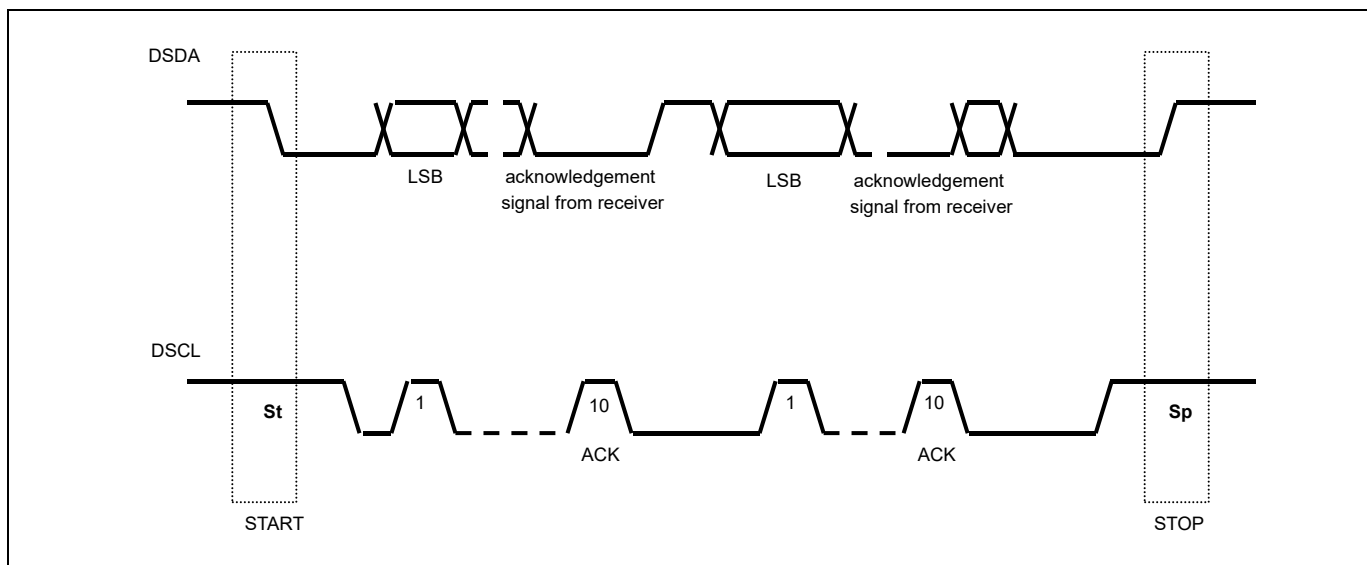 DSDA
LSB
acknowledgement
signal from receiver
LSB
acknowledgement
signal from receiver
DSCL
St
1
10
1
10
Sp
ACK
ACK
START
STOP